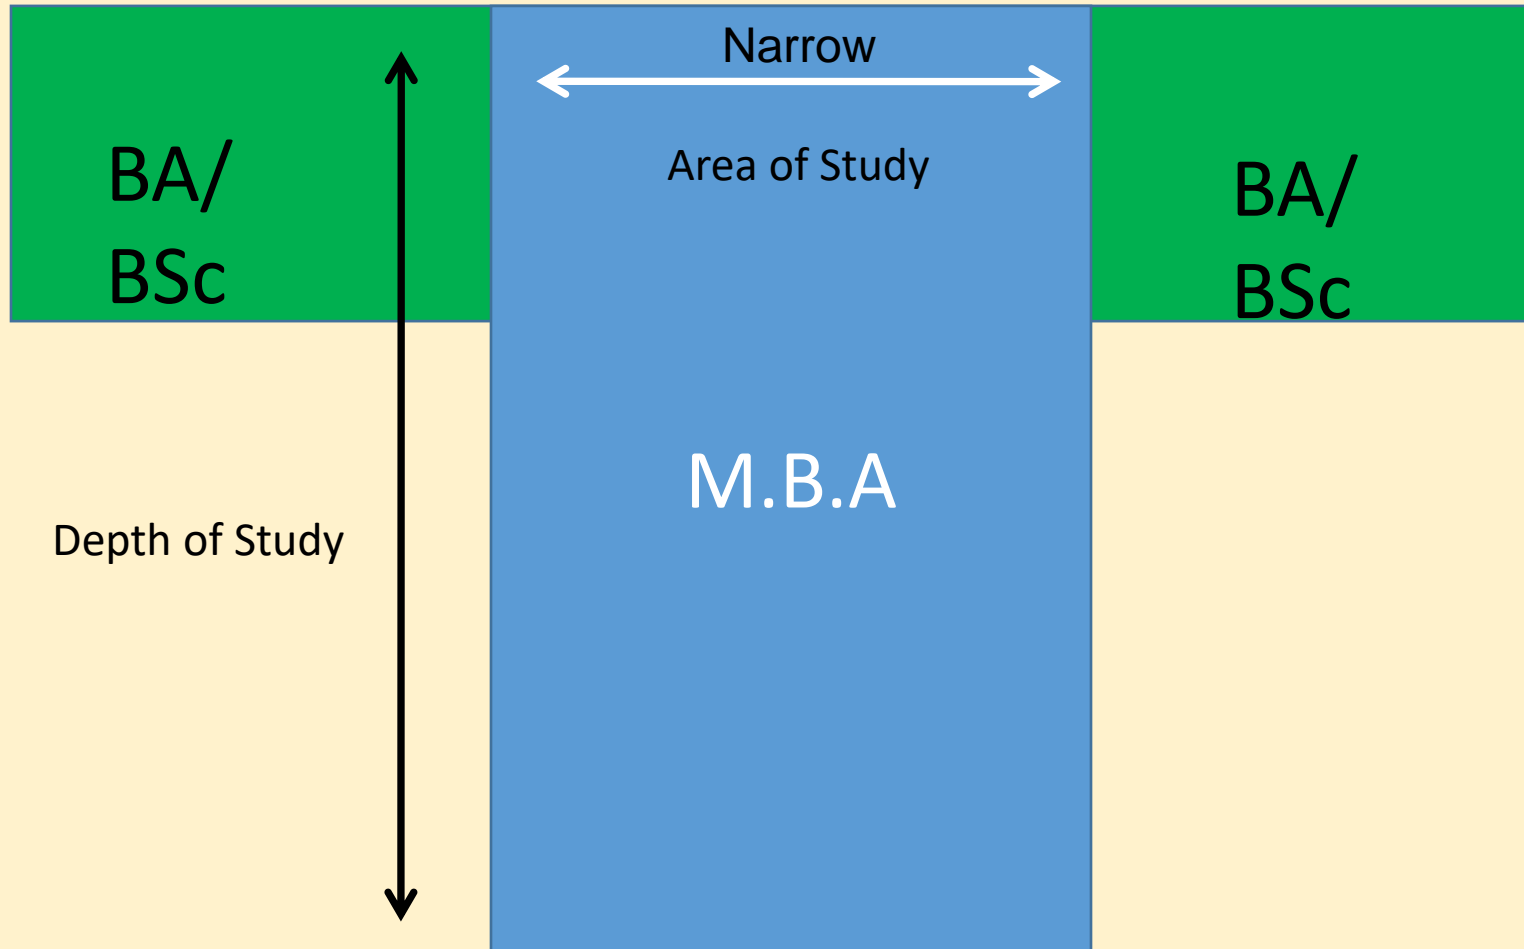 Narrow
Area of Study
BA/
BSc
BA/
BSc
M.B.A
Depth of Study